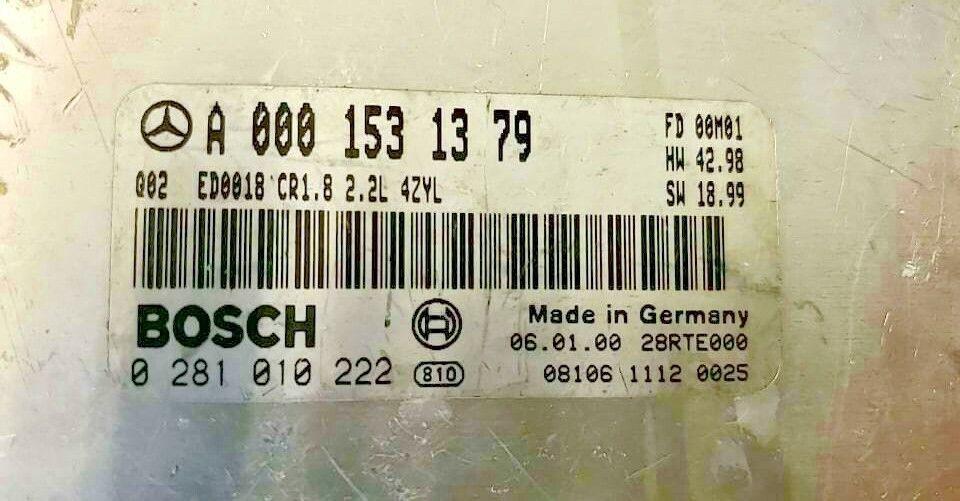 A 000 153 13 79
FD 00M01
HW 42.98
Q02 ED0018 CR1.8 2.2L 4ZYL
SW 18.99
BOSCH
Made in Germany
06.01.00 28RTE000
0 281 010 222 810
08106 1112 0025